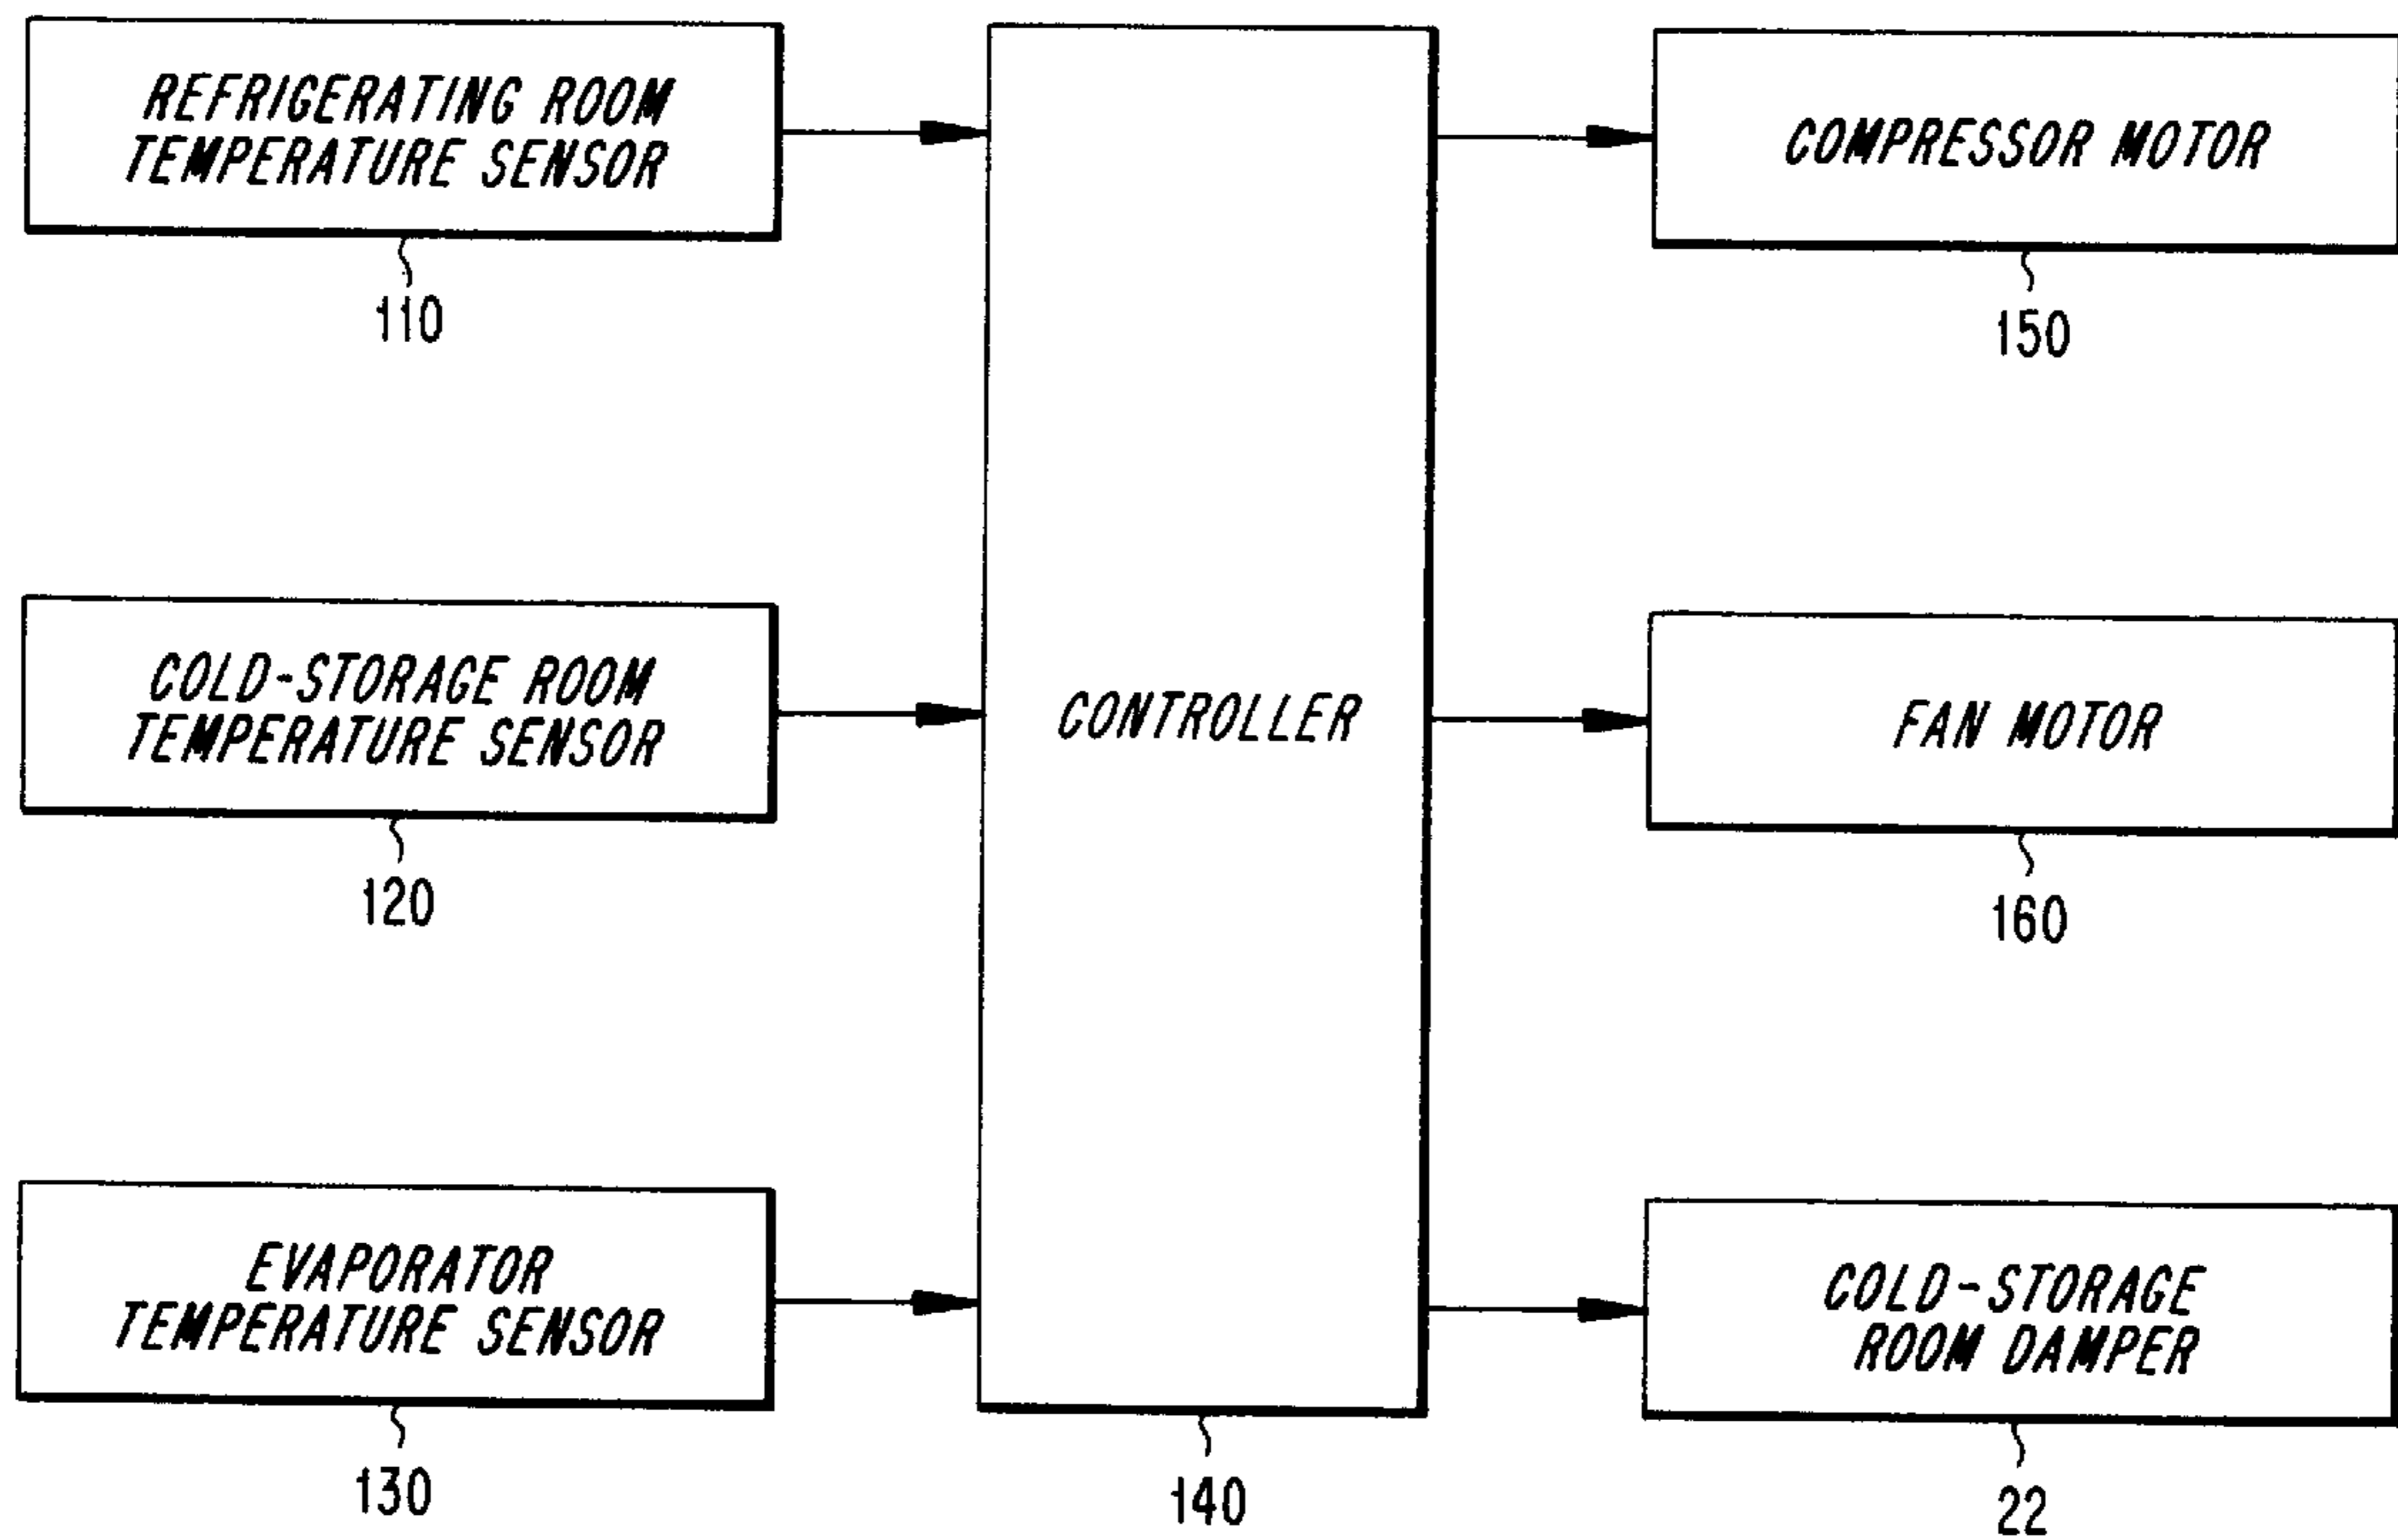 REFRIGERATING ROOM
TEMPERATURE SENSOR
110
COLD-STORAGE ROOM
TEMPERATURE SENSOR
120
EVAPORATOR
TEMPERATURE SENSOR
130
CONTROLLER
140
COMPRESSOR MOTOR
150
FAN MOTOR
160
COLD-STORAGE
ROOM DAMPER
22